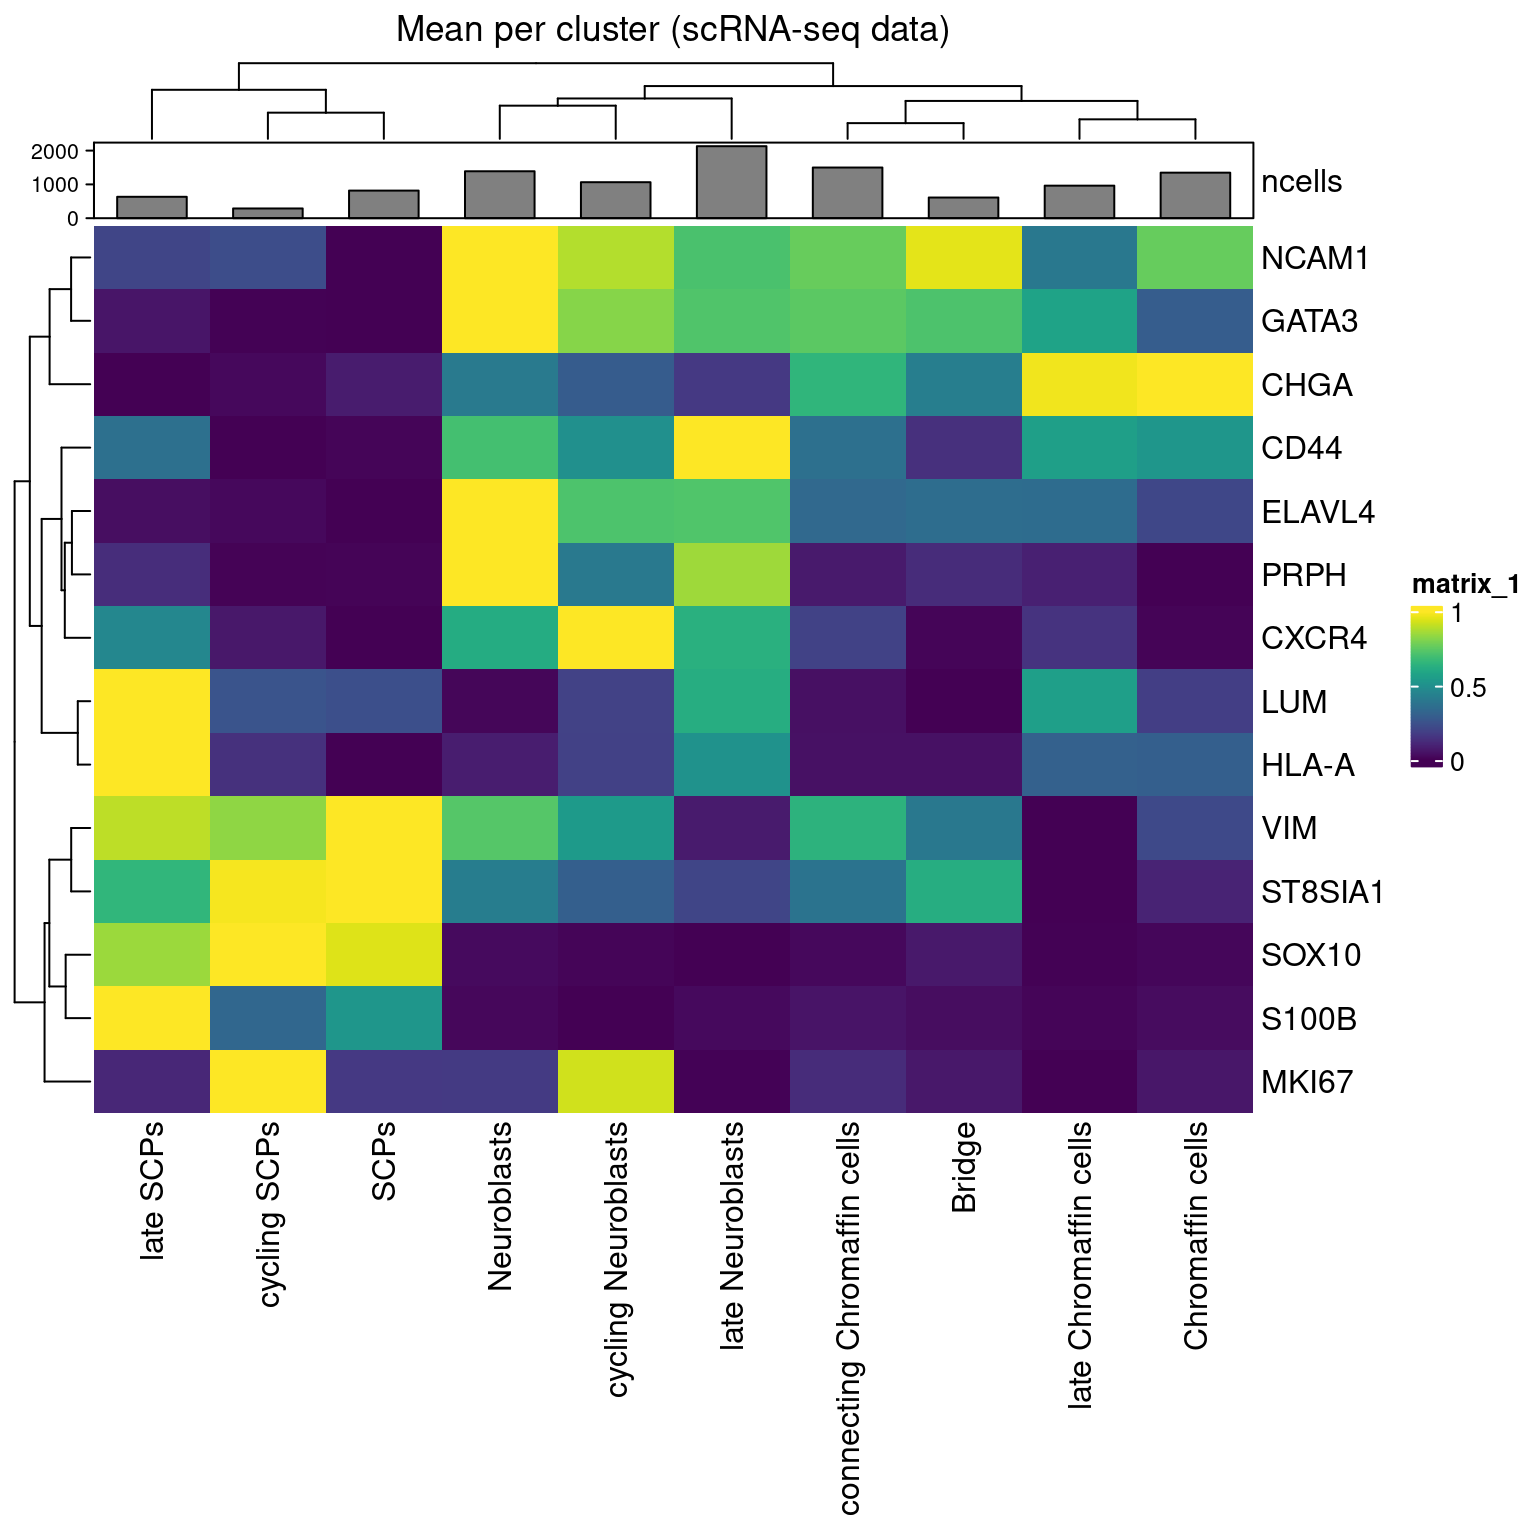 Mean per cluster (scRNA-seq data)
2000
1000
0
ncells
NCAM1
GATA3
CHGA
CD44
ELAVL4
PRPH
CXCR4
LUM
HLA-A
VIM
ST8SIA1
SOX10
S100B
MKI67
matrix_1
1
0.5
0
late SCPs
cycling SCPs
SCPs
Neuroblasts
cycling Neuroblasts
late Neuroblasts
connecting Chromaffin cells
Bridge
late Chromaffin cells
Chromaffin cells